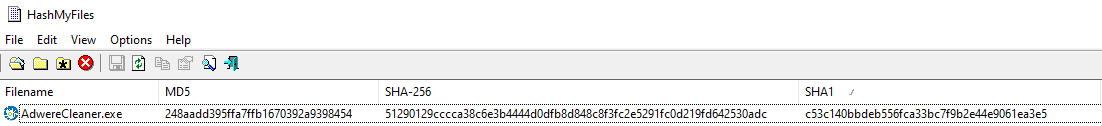 HashMyFiles
File Edit View Options Help
Filename MD5 SHA-256 SHA1
AdwereCleaner.exe 248aadd395ffa7ffb1670392a9398454 51290129cccca38c6e3b4444d0dfb8d848c8f3fc2e5291fc0d219fd642530adc c53c140bbdeb556fca33bc7f9b2e44e9061ea3e5